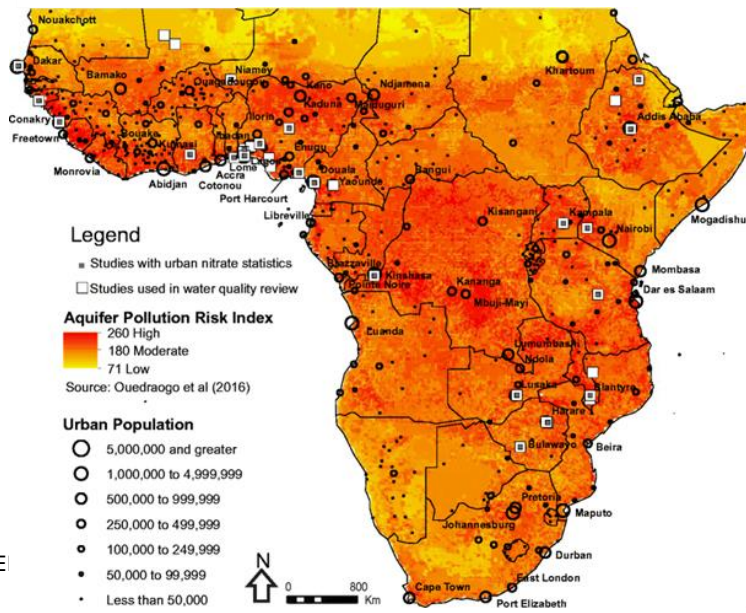 Nouakchott
Dakar
Bamako
Ouagadougou
Niamey
Kano
Ndjamena
Khartoum
Kaduna
Maiduguri
Addis Ababa
Conakry
Freetown
Bouake
Kumasi
Ilorin
Ibadan
Enugu
Monrovia
Abidjan
Lagos
Lome
Accra
Cotonou
Port Harcourt
Douala
Yaounde
Bangui
Mogadishu
Libreville
Kisangani
Kampala
Nairobi
Brazzaville
Kinshasa
Pointe Noire
Kananga
Mbuji-Mayi
Mombasa
Dar es Salaam
Luanda
Lumumbashi
Ndola
Lusaka
Blantyre
Harare
Bulawayo
Beira
Pretoria
Johannesburg
Maputo
Durban
East London
Cape Town
Port Elizabeth
Legend
Studies with urban nitrate statistics
Studies used in water quality review
Aquifer Pollution Risk Index
260 High
180 Moderate
71 Low
Source: Ouedraogo et al (2016)
Urban Population
5,000,000 and greater
1,000,000 to 4,999,999
500,000 to 999,999
250,000 to 499,999
100,000 to 249,999
50,000 to 99,999
Less than 50,000
E
N
0 800
Km